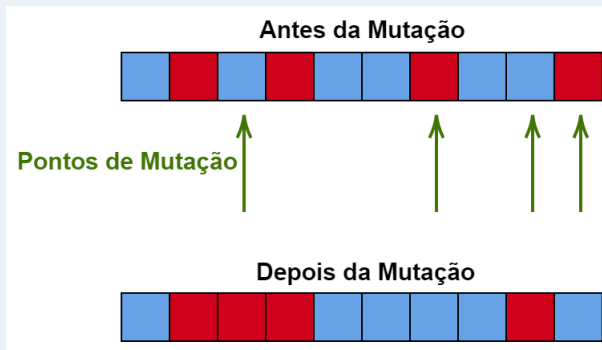 Antes da Mutação
Pontos de Mutação
Depois da Mutação